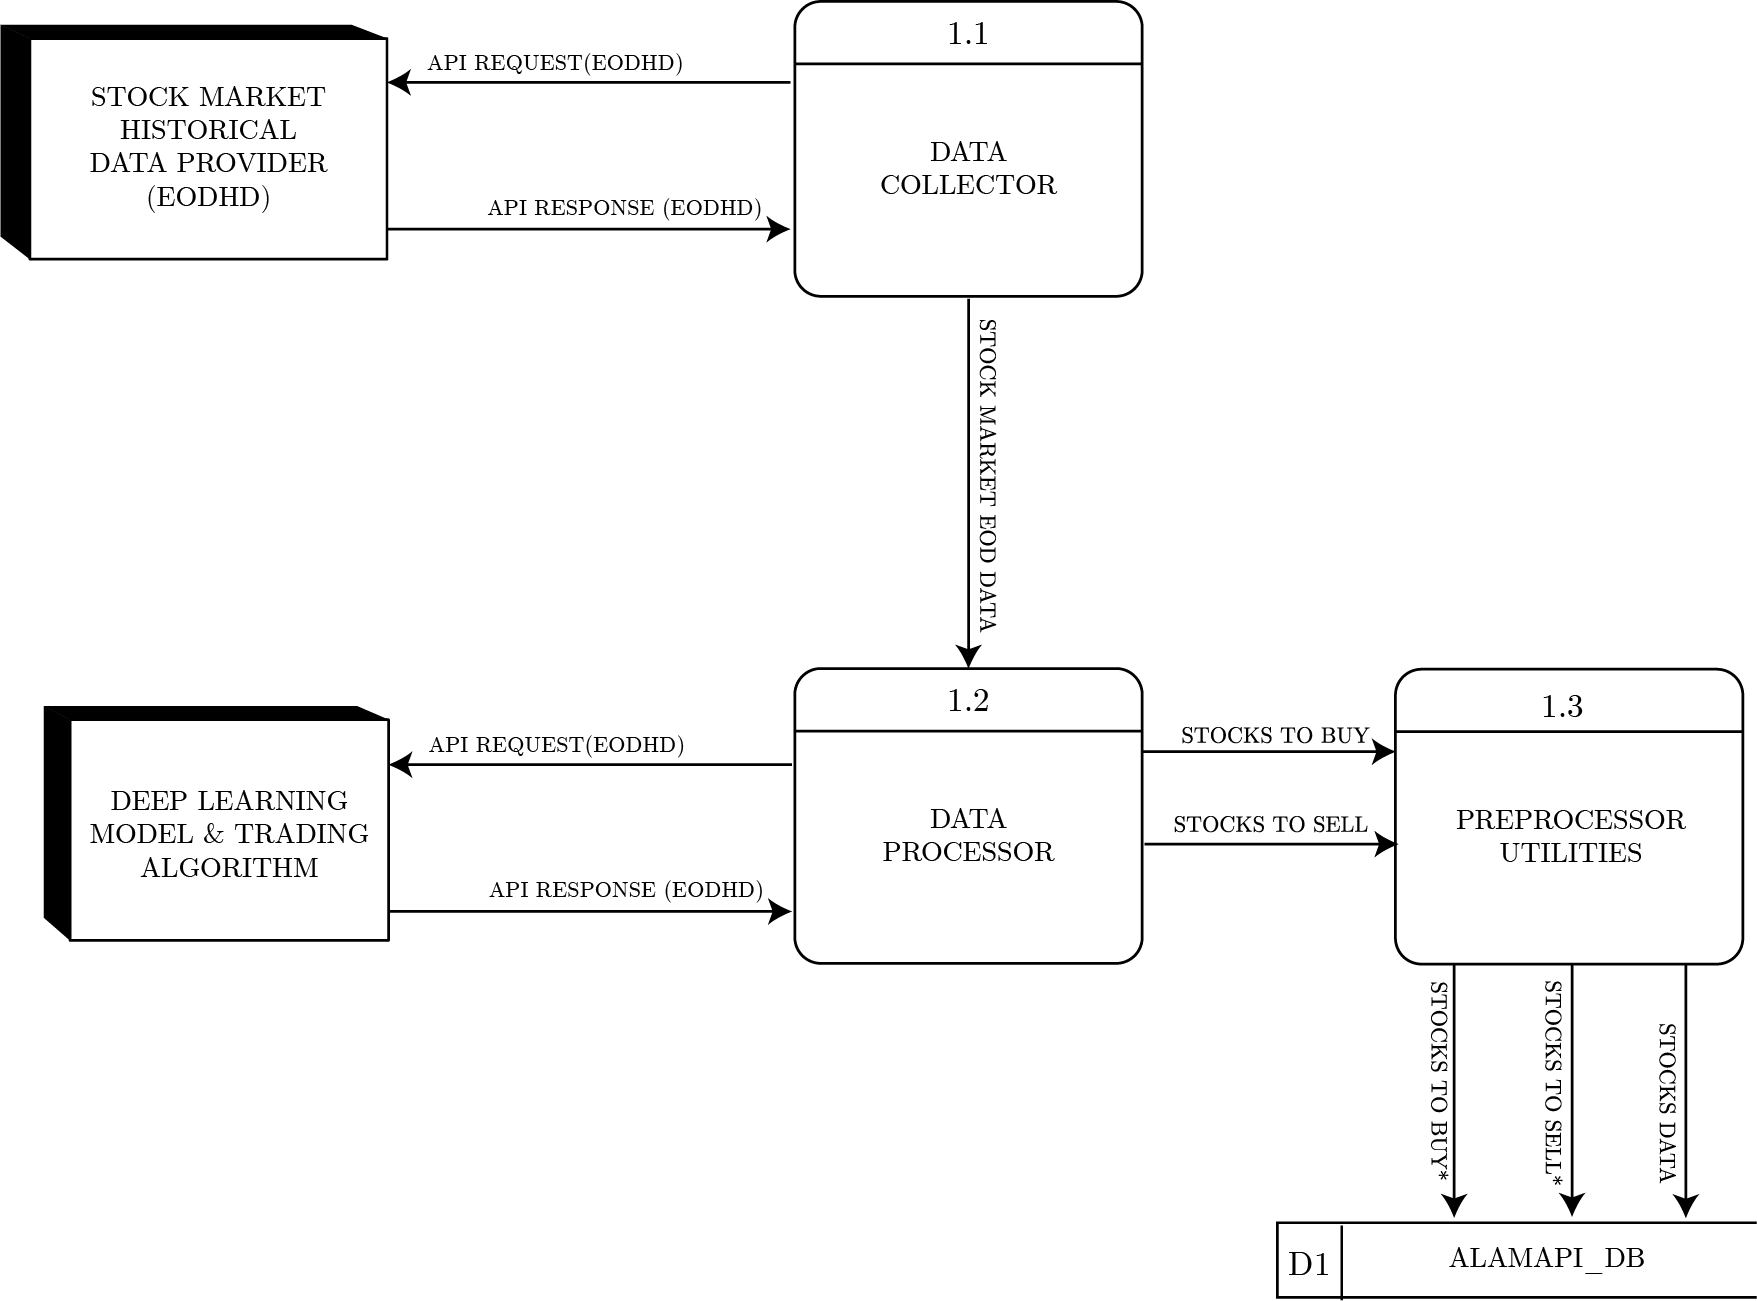 1.1
API REQUEST(EODHD)
STOCK MARKET
HISTORICAL
DATA PROVIDER
(EODHD)
DATA
COLLECTOR
API RESPONSE (EODHD)
STOCK MARKET EOD DATA
1.2
1.3
API REQUEST(EODHD)
STOCKS TO BUY
DEEP LEARNING
MODEL & TRADING
ALGORITHM
DATA
PROCESSOR
STOCKS TO SELL
PREPROCESSOR
UTILITIES
API RESPONSE (EODHD)
STOCKS TO BUY*
STOCKS TO SELL*
STOCKS DATA
D1
ALAMAPI_DB